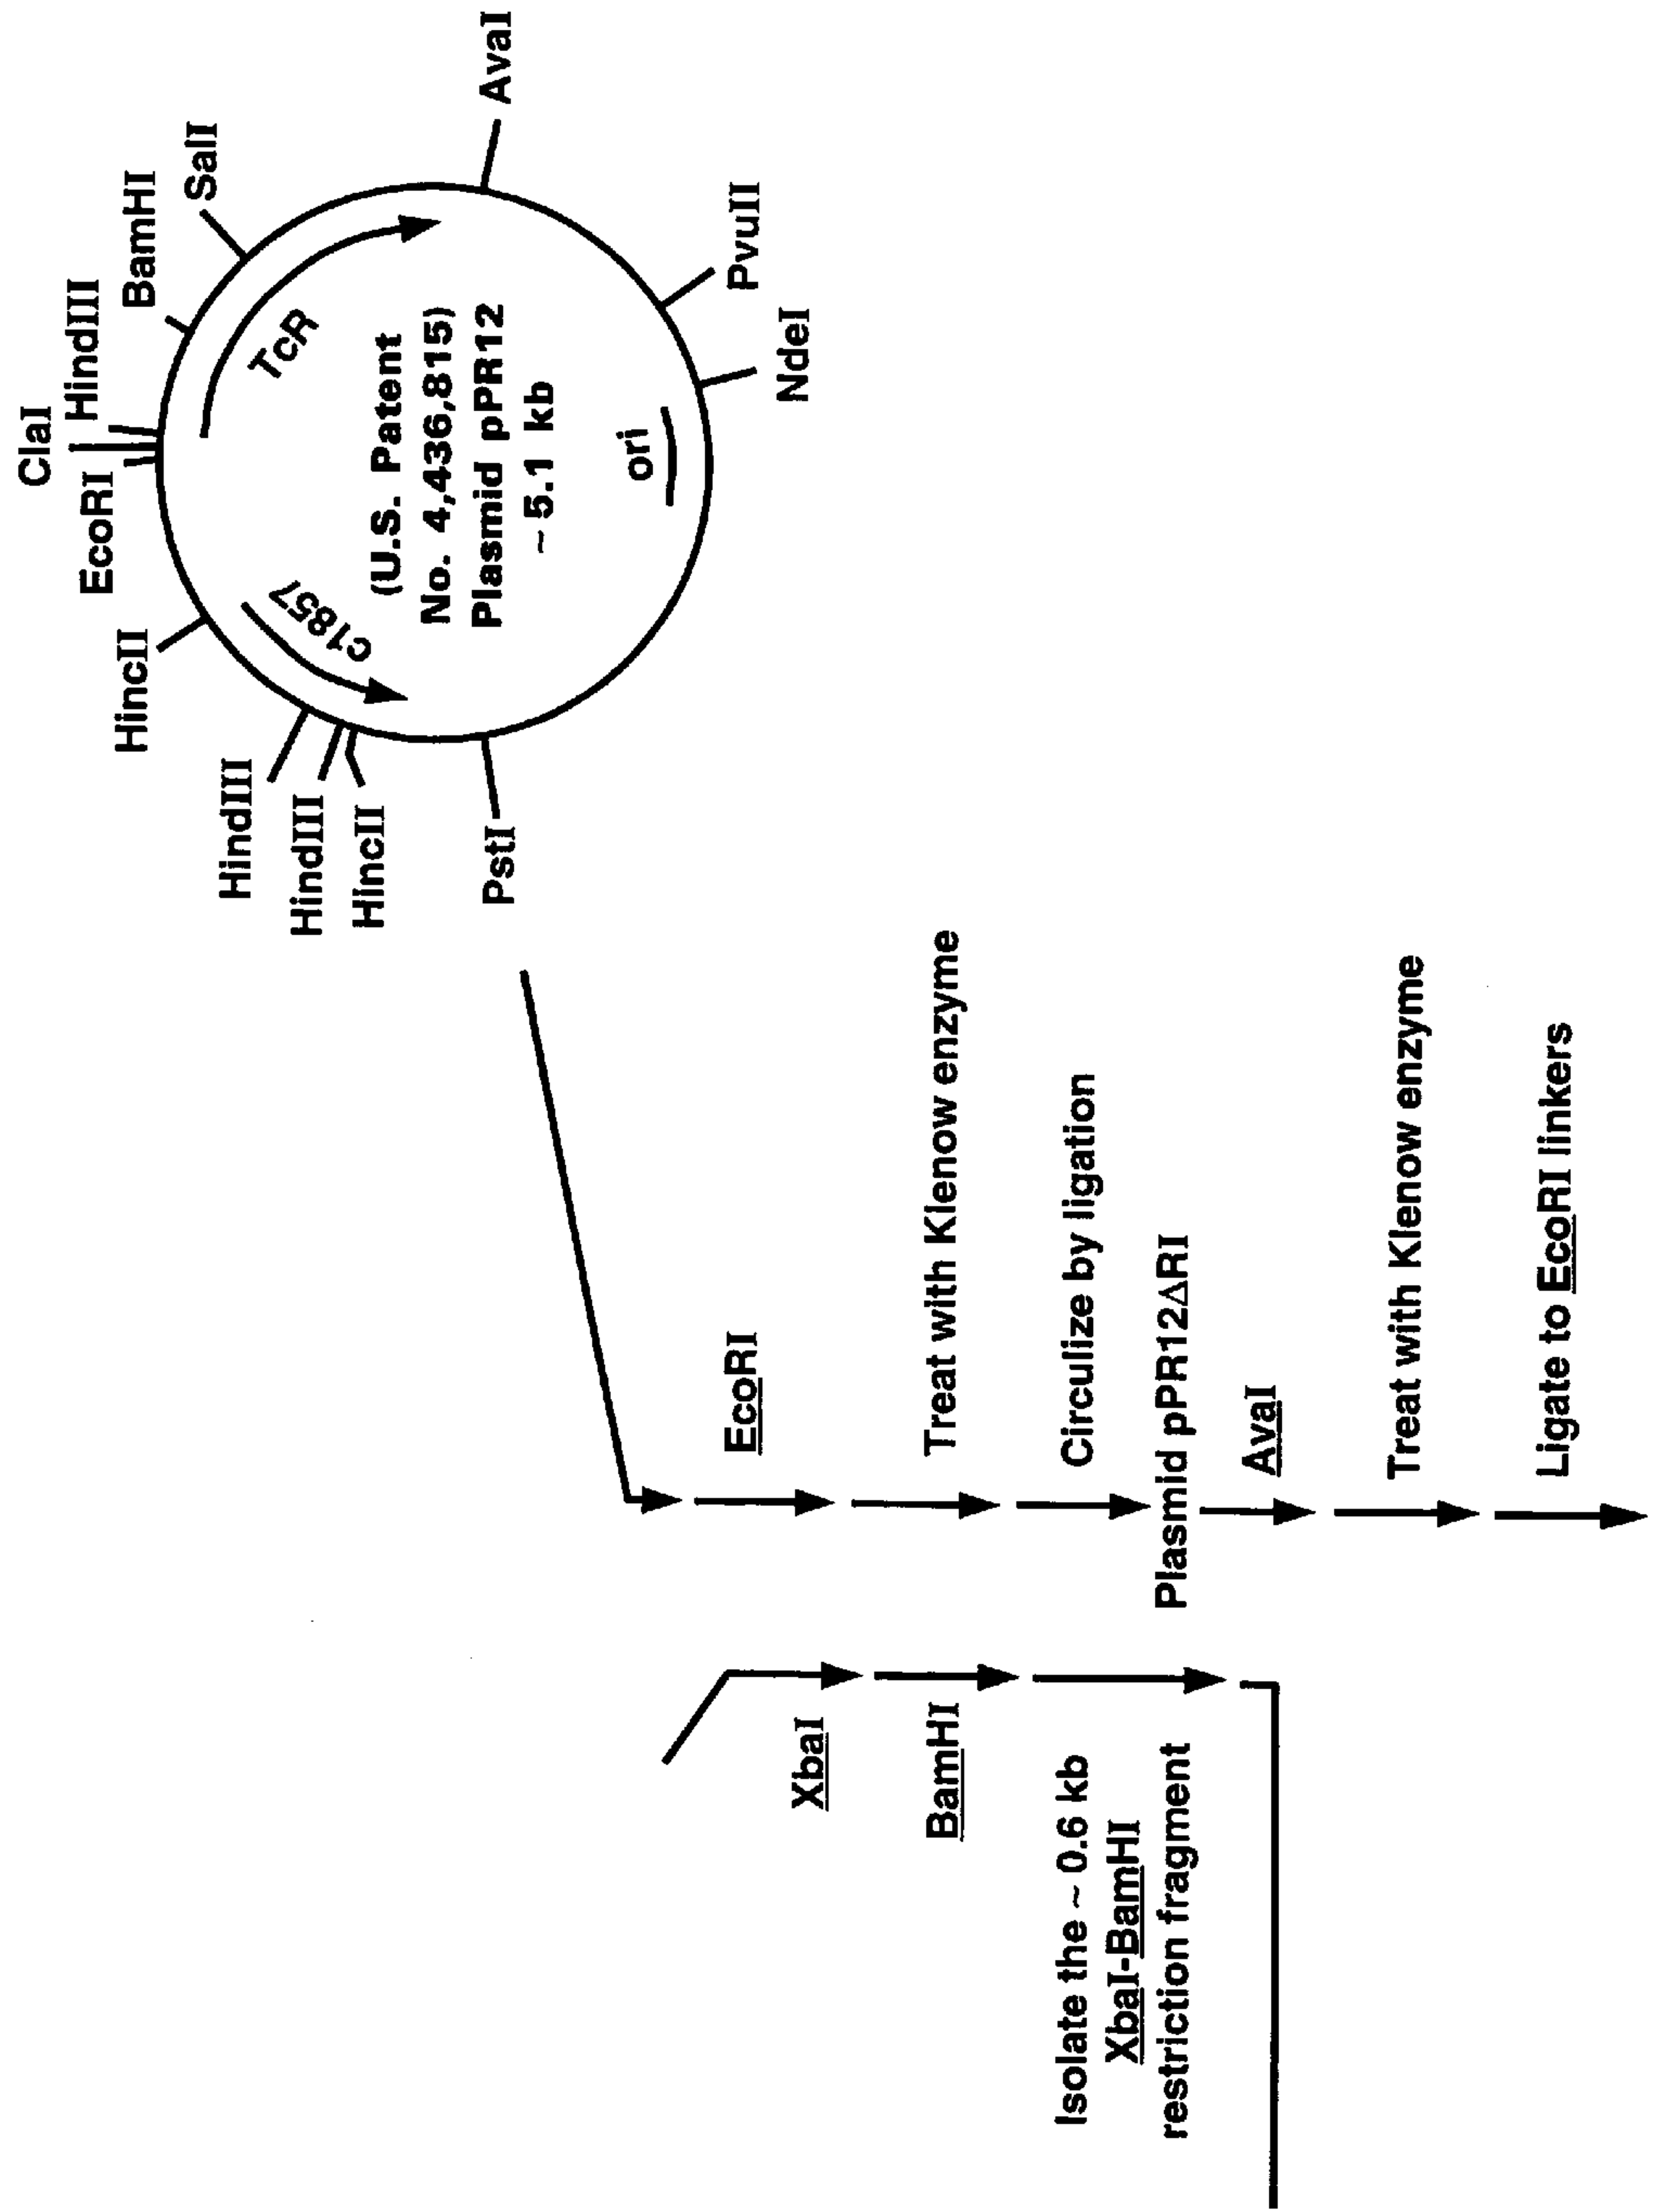 ClaI
EcoRI
HindIII
BamHI
SalI
HincII
HindIII
HindIII
HincII
PstI
AvaI
PvuII
NdeI
TcR
c1857
(U.S. Patent
No. 4,436,815)
Plasmid pPR12
~ 5.1 kb
ori
XbaI
BamHI
Isolate the ~ 0.6 kb
XbaI-BamHI
restriction fragment
EcoRI
Treat with Klenow enzyme
Circulize by ligation
Plasmid pPR12ΔRI
AvaI
Treat with Klenow enzyme
Ligate to EcoRI linkers